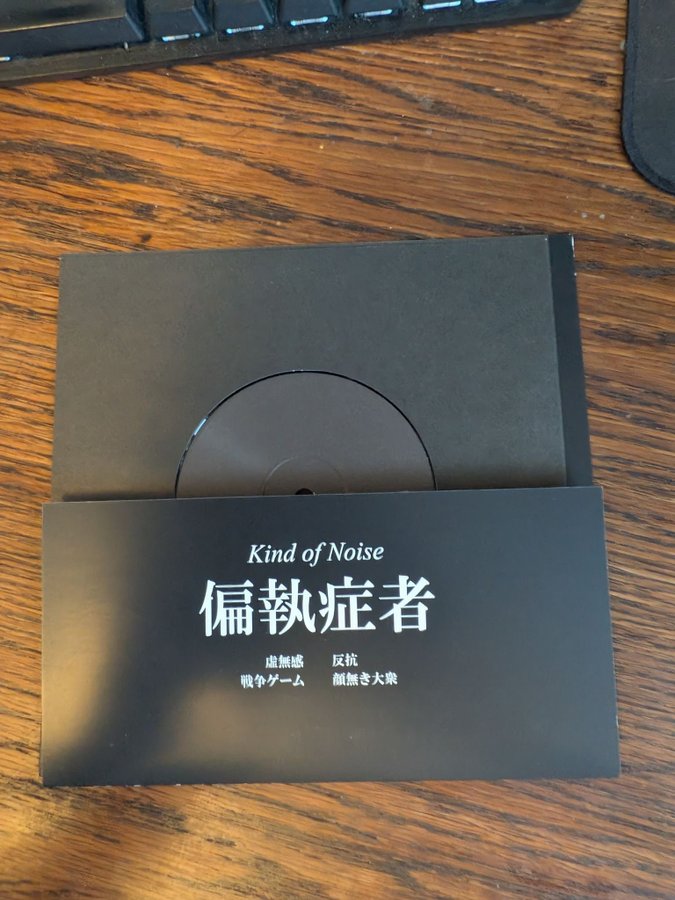 Kind of Noise
偏執症者
虚無感 反抗
戦争ゲーム 顔無き大衆